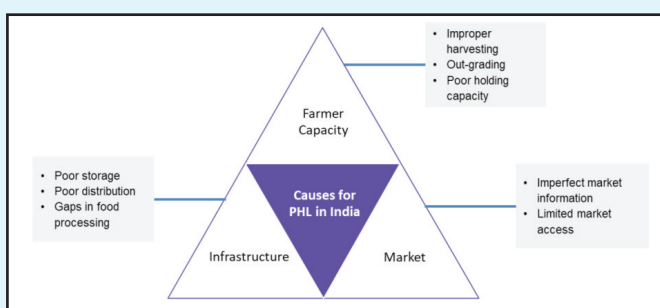 • Improper
harvesting
• Out-grading
• Poor holding
capacity
Farmer
Capacity
• Poor storage
• Poor distribution
• Gaps in food
processing
Causes for
PHL in India
• Imperfect market
information
• Limited market
access
Infrastructure
Market